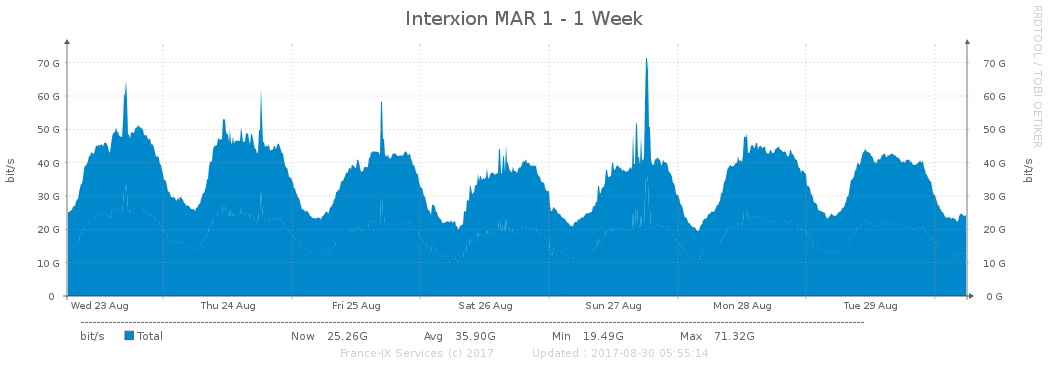 Interxion MAR 1 - 1 Week
RRDTOOL / TOBI OETIKER
bit/s
70 G 70 G
60 G 60 G
50 G 50 G
40 G 40 G
30 G 30 G
20 G 20 G
10 G 10 G
0 0 G
bit/s
Wed 23 Aug Thu 24 Aug Fri 25 Aug Sat 26 Aug Sun 27 Aug Mon 28 Aug Tue 29 Aug
bit/s Total Now 25.26G Avg 35.90G Min 19.49G Max 71.32G
France-IX Services (c) 2017 Updated : 2017-08-30 05:55:14